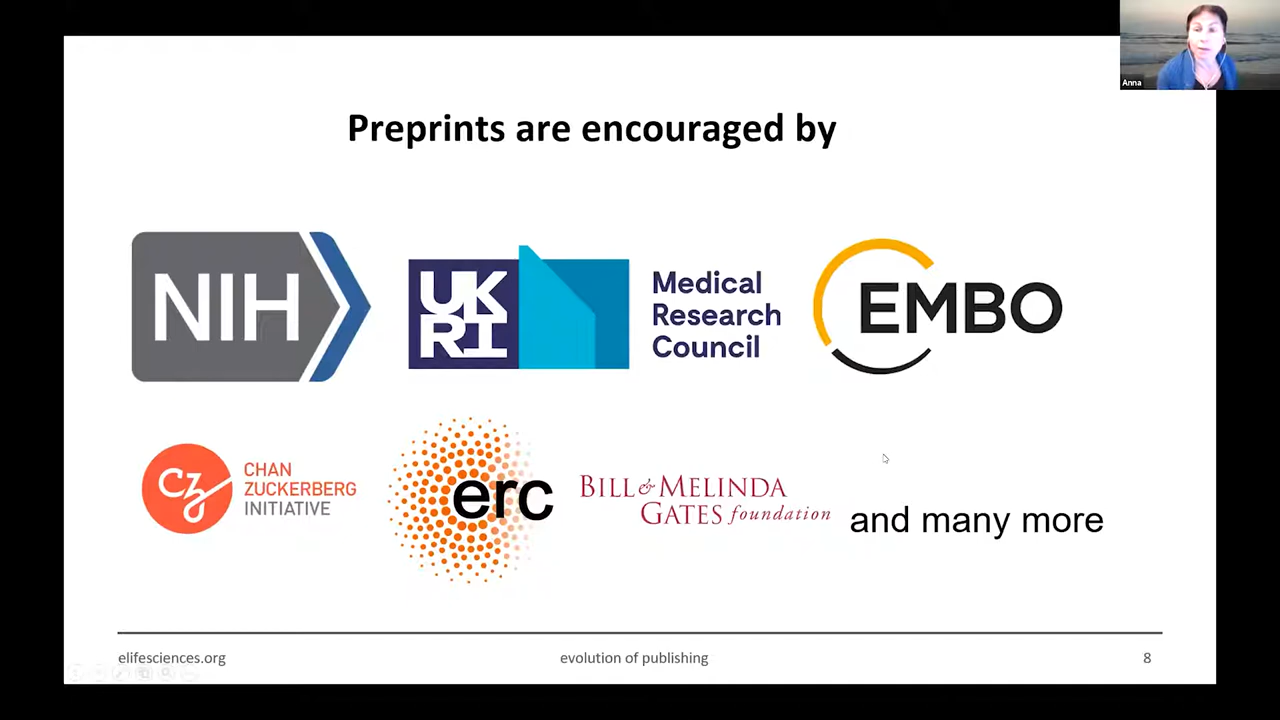 Anna
Preprints are encouraged by
NIH
UK
RI
Medical
Research
Council
EMBO
CZ
CHAN
ZUCKERBERG
INITIATIVE
erc
BILL & MELINDA
GATES foundation
and many more
elifesciences.org
evolution of publishing
8